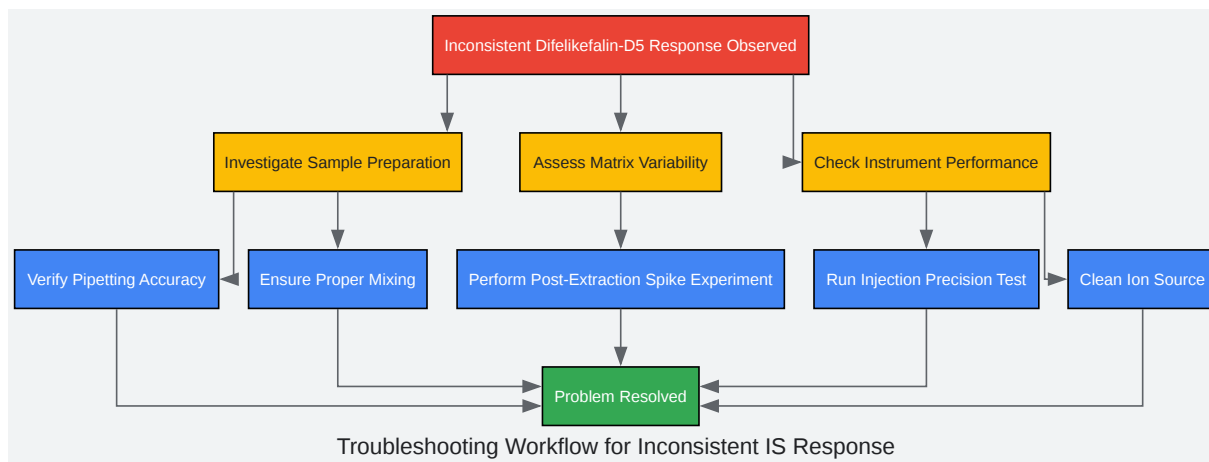 Inconsistent Difelikefalin-D5 Response Observed
Investigate Sample Preparation
Assess Matrix Variability
Check Instrument Performance
Verify Pipetting Accuracy
Ensure Proper Mixing
Perform Post-Extraction Spike Experiment
Run Injection Precision Test
Clean Ion Source
Problem Resolved
Troubleshooting Workflow for Inconsistent IS Response